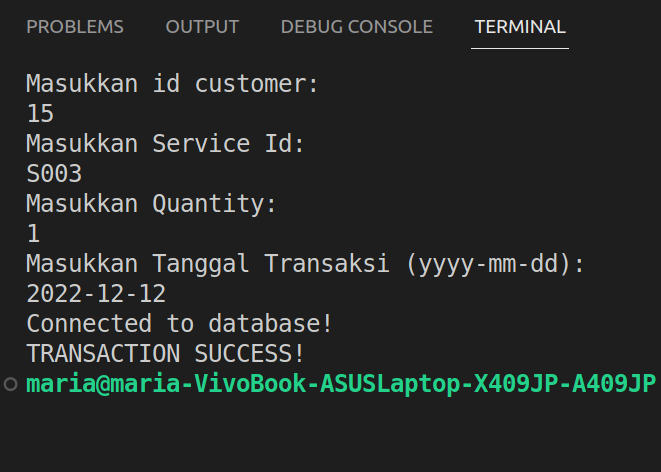 PROBLEMS OUTPUT DEBUG CONSOLE TERMINAL
Masukkan id customer:
15
Masukkan Service Id:
S003
Masukkan Quantity:
1
Masukkan Tanggal Transaksi (yyyy-mm-dd):
2022-12-12
Connected to database!
TRANSACTION SUCCESS!
maria@maria-VivoBook-ASUSLaptop-X409JP-A409JP